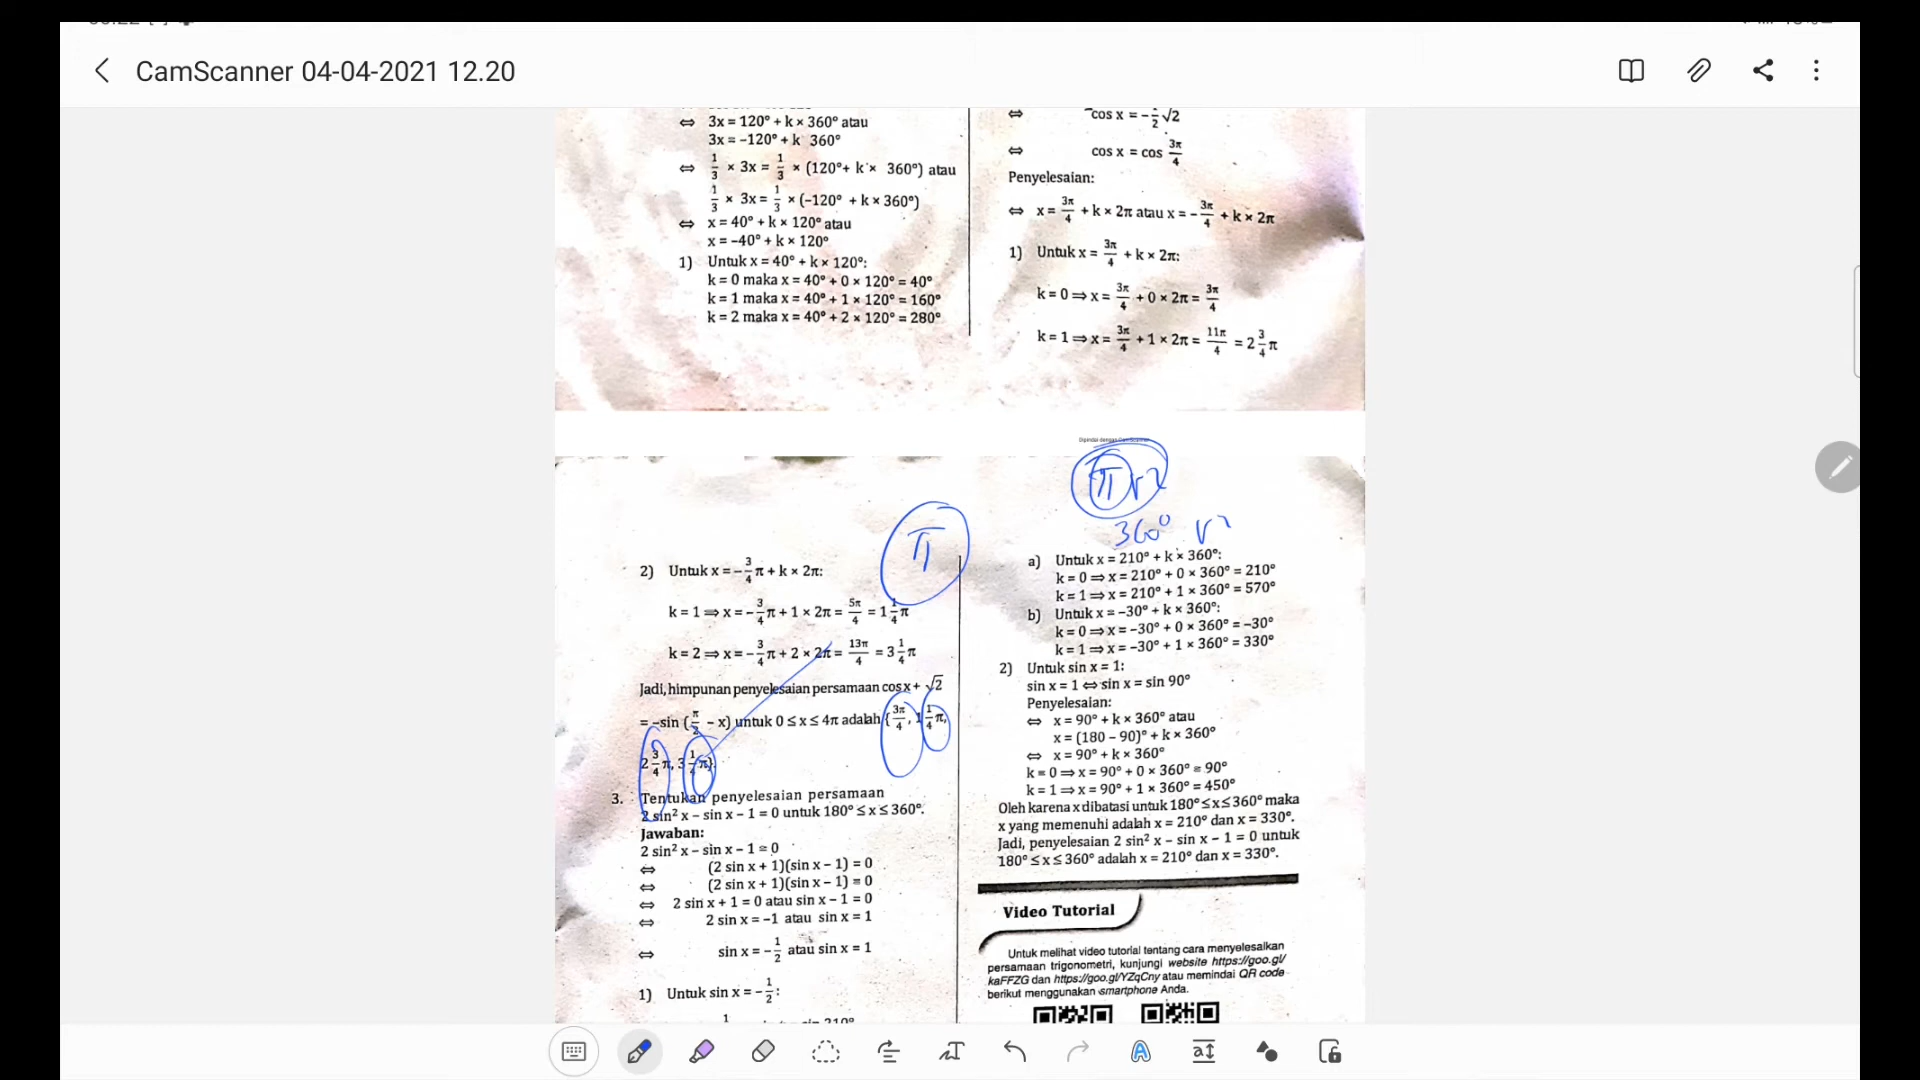 CamScanner 04-04-2021 12.20
⇔ 3x = 120° + k × 360° atau
3x = –120° + k 360°
⇔ 1/3 × 3x = 1/3 × (120° + k × 360°) atau
1/3 × 3x = 1/3 × (–120° + k × 360°)
⇔ x = 40° + k × 120° atau
x = –40° + k × 120°
1) Untuk x = 40° + k × 120°:
k = 0 maka x = 40° + 0 × 120° = 40°
k = 1 maka x = 40° + 1 × 120° = 160°
k = 2 maka x = 40° + 2 × 120° = 280°
⇔ cos x = –1/2 √2
⇔ cos x = cos 3π/4
Penyelesaian:
⇔ x = 3π/4 + k × 2π atau x = –3π/4 + k × 2π
1) Untuk x = 3π/4 + k × 2π:
k = 0 ⇒ x = 3π/4 + 0 × 2π = 3π/4
k = 1 ⇒ x = 3π/4 + 1 × 2π = 11π/4 = 2 3/4 π
Dipindai dengan CamScanner
π
2) Untuk x = –3/4 π + k × 2π:
k = 1 ⇒ x = –3/4 π + 1 × 2π = 5π/4 = 1 1/4 π
k = 2 ⇒ x = –3/4 π + 2 × 2π = 13π/4 = 3 1/4 π
Jadi, himpunan penyelesaian persamaan cos x + √2
= –sin (π/2 – x) untuk 0 ≤ x ≤ 4π adalah {3π/4, 1 1/4 π,
2 3/4 π, 3 1/4 π}.
3. Tentukan penyelesaian persamaan
2 sin² x – sin x – 1 = 0 untuk 180° ≤ x ≤ 360°.
Jawaban:
2 sin² x – sin x – 1 = 0
⇔ (2 sin x + 1)(sin x – 1) = 0
⇔ (2 sin x + 1)(sin x – 1) = 0
⇔ 2 sin x + 1 = 0 atau sin x – 1 = 0
⇔ 2 sin x = –1 atau sin x = 1
⇔ sin x = –1/2 atau sin x = 1
1) Untuk sin x = –1/2:
πr²
360° r²
a) Untuk x = 210° + k × 360°:
k = 0 ⇒ x = 210° + 0 × 360° = 210°
k = 1 ⇒ x = 210° + 1 × 360° = 570°
b) Untuk x = –30° + k × 360°:
k = 0 ⇒ x = –30° + 0 × 360° = –30°
k = 1 ⇒ x = –30° + 1 × 360° = 330°
2) Untuk sin x = 1:
sin x = 1 ⇔ sin x = sin 90°
Penyelesaian:
⇔ x = 90° + k × 360° atau
x = (180 – 90)° + k × 360°
⇔ x = 90° + k × 360°
k = 0 ⇒ x = 90° + 0 × 360° = 90°
k = 1 ⇒ x = 90° + 1 × 360° = 450°
Oleh karena x dibatasi untuk 180° ≤ x ≤ 360° maka
x yang memenuhi adalah x = 210° dan x = 330°.
Jadi, penyelesaian 2 sin² x – sin x – 1 = 0 untuk
180° ≤ x ≤ 360° adalah x = 210° dan x = 330°.
Video Tutorial
Untuk melihat video tutorial tentang cara menyelesaikan
persamaan trigonometri, kunjungi website https://goo.gl/
kaFFZG dan https://goo.gl/YZqCny atau memindai QR code
berikut menggunakan smartphone Anda.